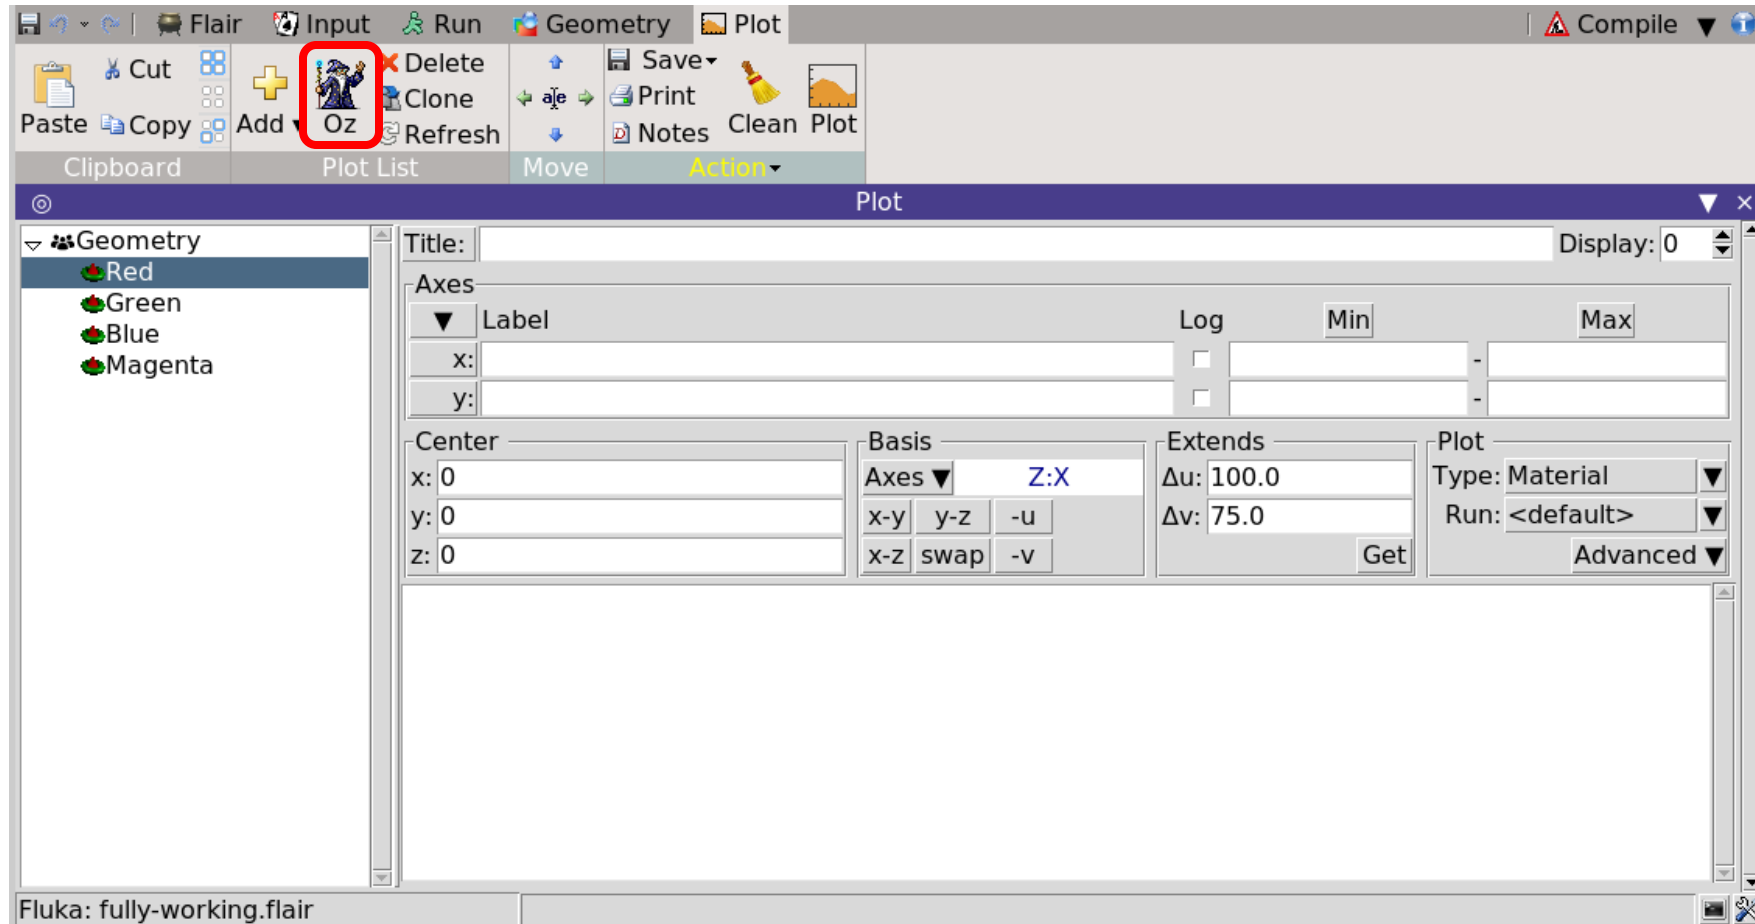 Flair Input Run Geometry Plot Compile
Paste Cut Copy Add Oz Delete Clone Refresh Save Print Notes Clean Plot
Clipboard Plot List Move Action
Plot
Geometry
Red
Green
Blue
Magenta
Title: Display: 0
Axes
Label Log Min Max
x: -
y: -
Center Basis Extends Plot
x: 0 Axes Z:X Δu: 100.0 Type: Material
y: 0 x-y y-z -u Δv: 75.0 Run: <default>
z: 0 x-z swap -v Get Advanced
Fluka: fully-working.flair